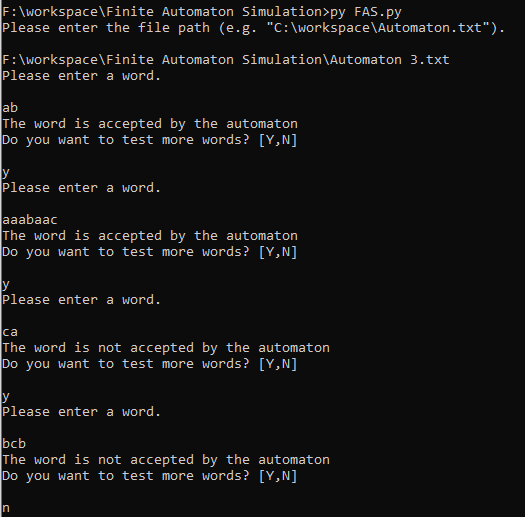 F:\workspace\Finite Automaton Simulation>py FAS.py
Please enter the file path (e.g. "C:\workspace\Automaton.txt").
F:\workspace\Finite Automaton Simulation\Automaton 3.txt
Please enter a word.
ab
The word is accepted by the automaton
Do you want to test more words? [Y,N]
y
Please enter a word.
aaabaac
The word is accepted by the automaton
Do you want to test more words? [Y,N]
y
Please enter a word.
ca
The word is not accepted by the automaton
Do you want to test more words? [Y,N]
y
Please enter a word.
bcb
The word is not accepted by the automaton
Do you want to test more words? [Y,N]
n